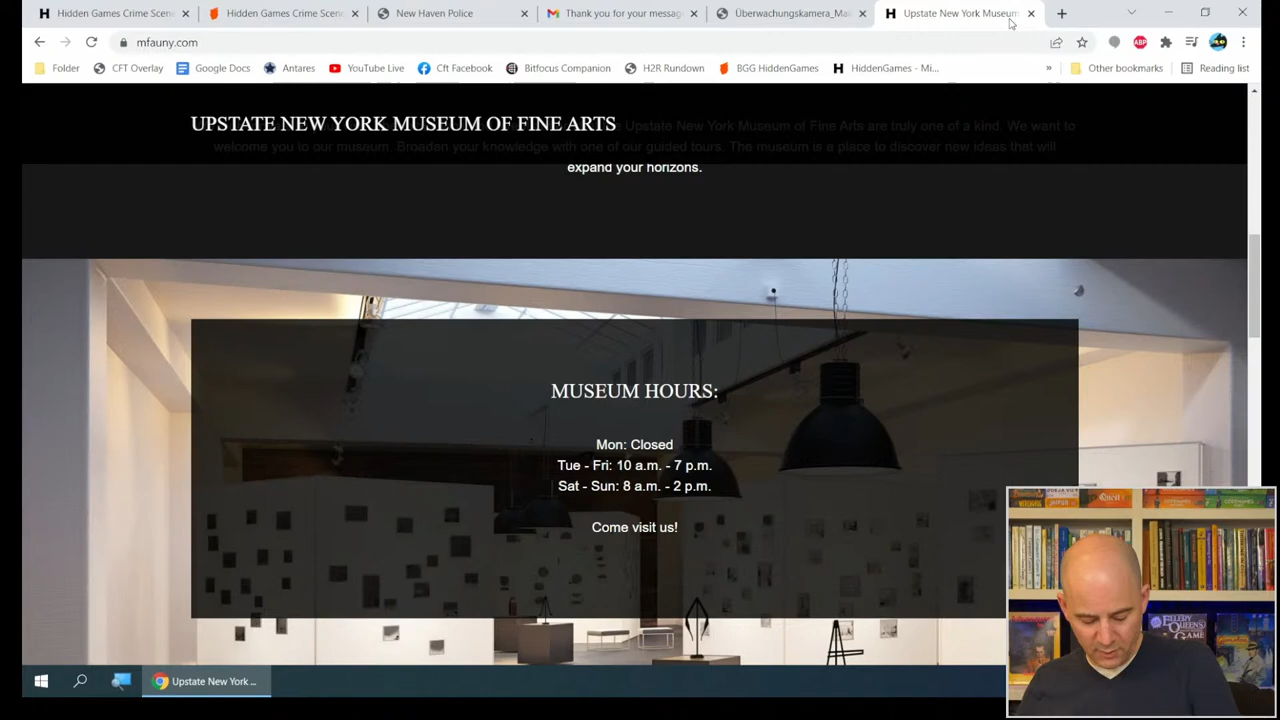 Hidden Games Crime Scene
Hidden Games Crime Scene
New Haven Police
Thank you for your message
Überwachungskamera_Mai
Upstate New York Museum
mfauny.com
ABP
Folder
CFT Overlay
Google Docs
Antares
YouTube Live
Cft Facebook
Bitfocus Companion
H2R Rundown
BGG HiddenGames
HiddenGames - Mi...
»
Other bookmarks
Reading list
UPSTATE NEW YORK MUSEUM OF FINE ARTS
Upstate New York Museum of Fine Arts are truly one of a kind. We want to
welcome you to our museum. Broaden your knowledge with one of our guided tours. The museum is a place to discover new ideas that will
expand your horizons.
MUSEUM HOURS:
Mon: Closed
Tue - Fri: 10 a.m. - 7 p.m.
Sat - Sun: 8 a.m. - 2 p.m.
Come visit us!
ELLERY QUEEN'S
GAME
Upstate New York ...